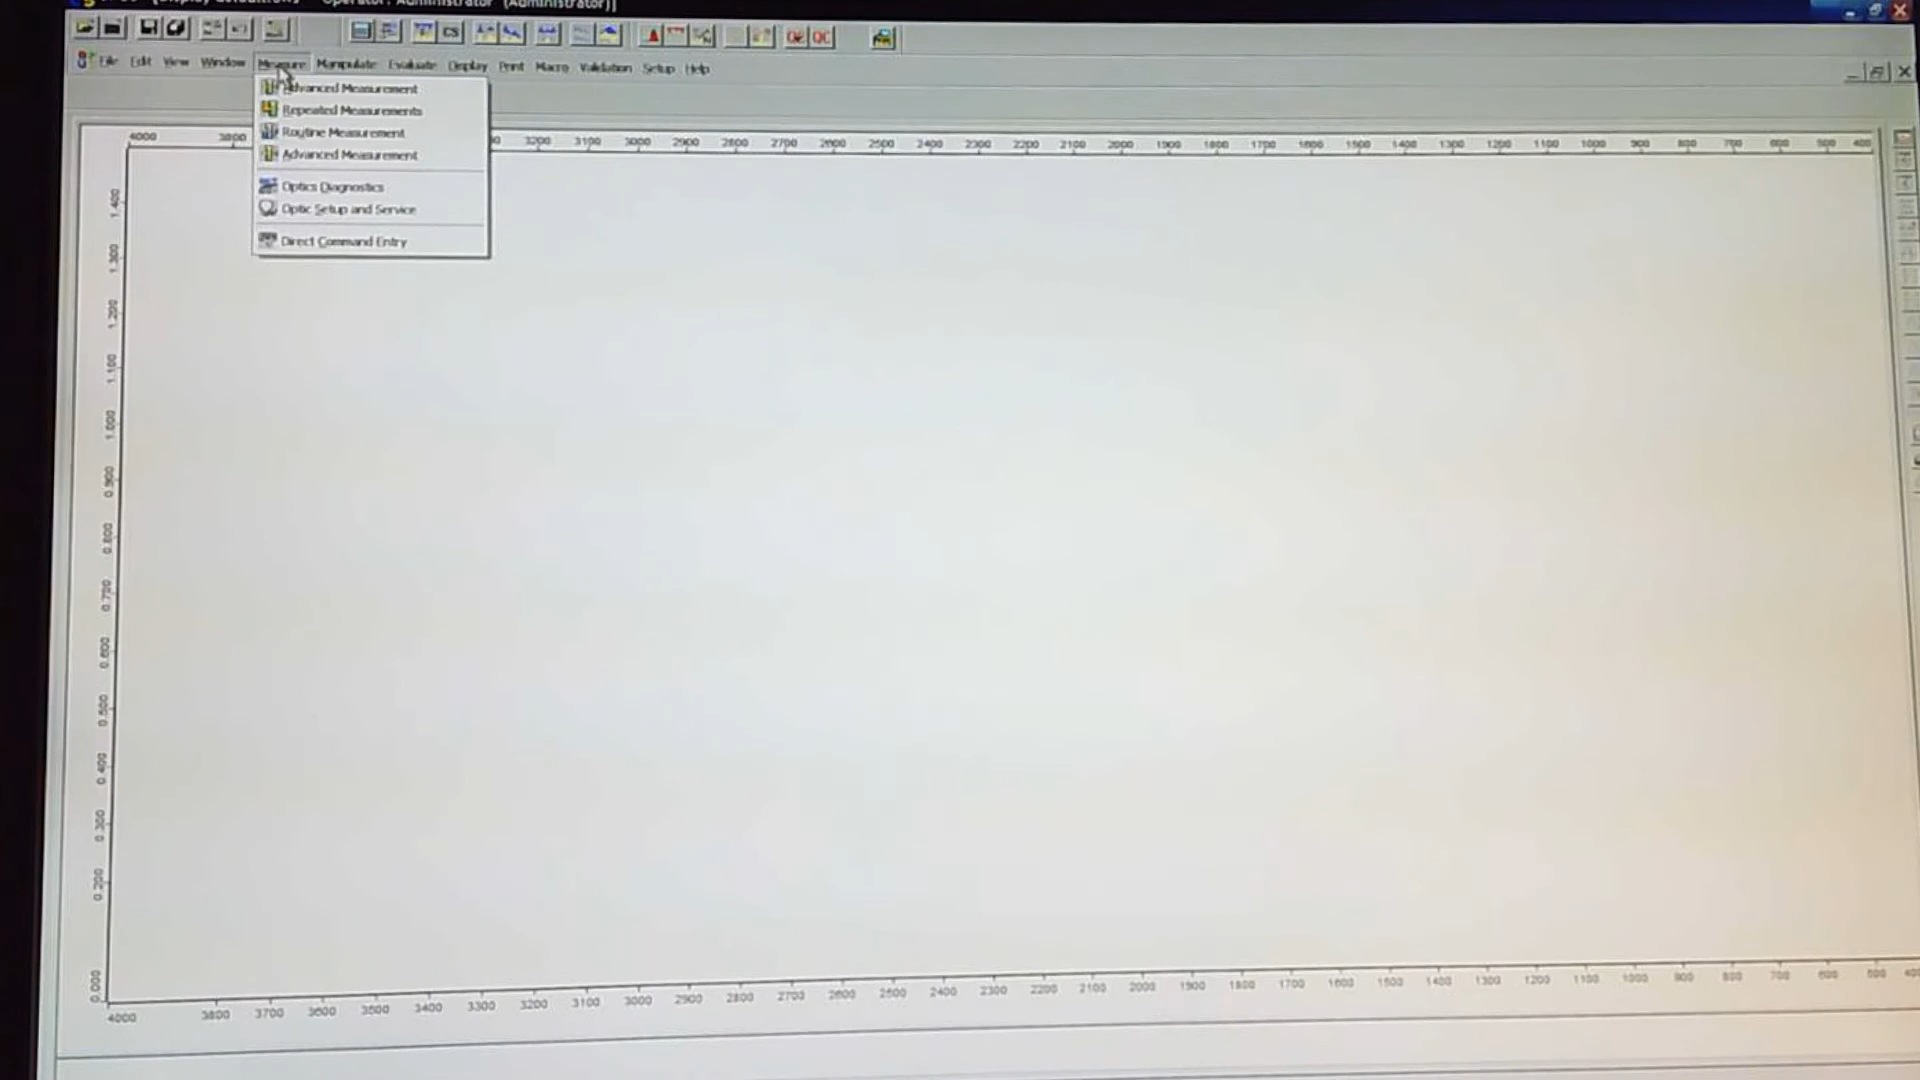 Operator: Administrator (Administrator)]
CS QC
File Edit View Window Measure Manipulate Evaluate Display Print Macro Validation Setup Help
Advanced Measurement
Repeated Measurements
Routine Measurement
Advanced Measurement
Optics Diagnostics
Optic Setup and Service
Direct Command Entry
4000 3800 3200 3100 3000 2900 2800 2700 2600 2500 2400 2300 2200 2100 2000 1900 1800 1700 1600 1500 1400 1300 1200 1100 1000 900 800 700 600 500 400
1.400
1.300
1.200
1.100
1.000
0.900
0.800
0.700
0.600
0.500
0.400
0.300
0.200
0.000
4000 3800 3700 3600 3500 3400 3300 3200 3100 3000 2900 2800 2700 2600 2500 2400 2300 2200 2100 2000 1900 1800 1700 1600 1500 1400 1300 1200 1100 1000 900 800 700 600 500